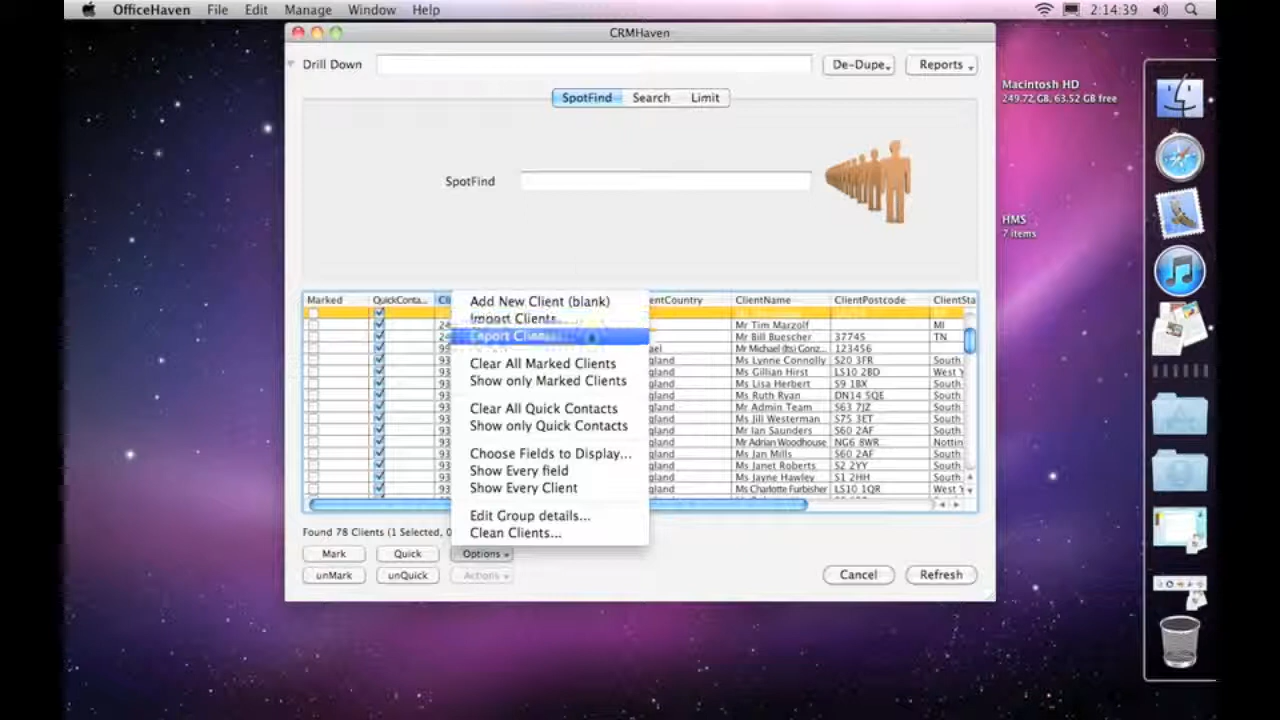 OfficeHaven File Edit Manage Window Help 2:14:39
CRMHaven
Drill Down De-Dupe Reports
Macintosh HD
249.72 GB, 63.52 GB free
SpotFind Search Limit
SpotFind
HMS
7 items
Marked QuickConta... ClientName ClientPostcode ClientSta
Mr Tim Marzolf MI
Mr Bill Buescher 37745 TN
Mr Michael (Its) Gonz... 123456
Ms Lynne Connolly S20 3FR South
Ms Gillian Hirst LS10 2BD West Y
Ms Lisa Herbert S9 1BX South
Ms Ruth Ryan DN14 5QE South
Mr Admin Team S63 7JZ South
Ms Jill Westerman S75 3ET South
Mr Ian Saunders S60 2AF South
Mr Adrian Woodhouse NG6 8WR Nottin
Ms Jan Mills S60 2AF South
Ms Janet Roberts S2 2YY South
Ms Jayne Hawley S1 2HH South
Ms Charlotte Furbisher LS10 1QR West Y
Add New Client (blank)
Import Clients...
Export Clients
Clear All Marked Clients
Show only Marked Clients
Clear All Quick Contacts
Show only Quick Contacts
Choose Fields to Display...
Show Every field
Show Every Client
Edit Group details...
Clean Clients...
Found 78 Clients (1 Selected, 0
Mark Quick Options
unMark unQuick Actions Cancel Refresh